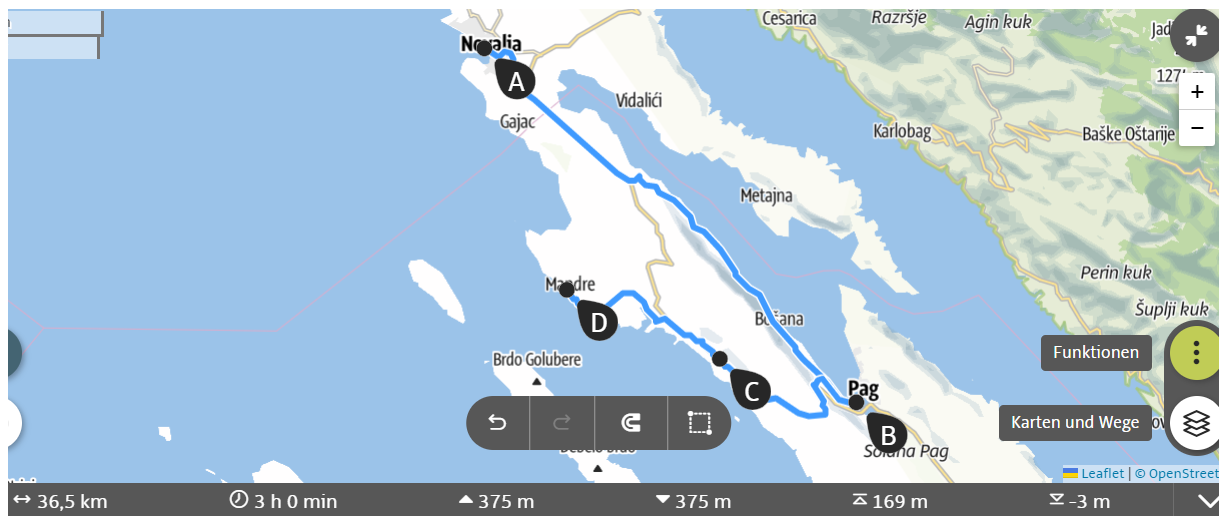 Cesarica
Razršje
Agin kuk
Novalja
A
127
+
−
Vidalići
Gajac
Karlobag
Baške Oštarije
Metajna
Perin kuk
Mandre
Šuplji kuk
D
Bošana
Funktionen
Brdo Golubere
C
Pag
Karten und Wege
B
Solana Pag
Leaflet | © OpenStreet
36,5 km
3 h 0 min
375 m
375 m
169 m
-3 m